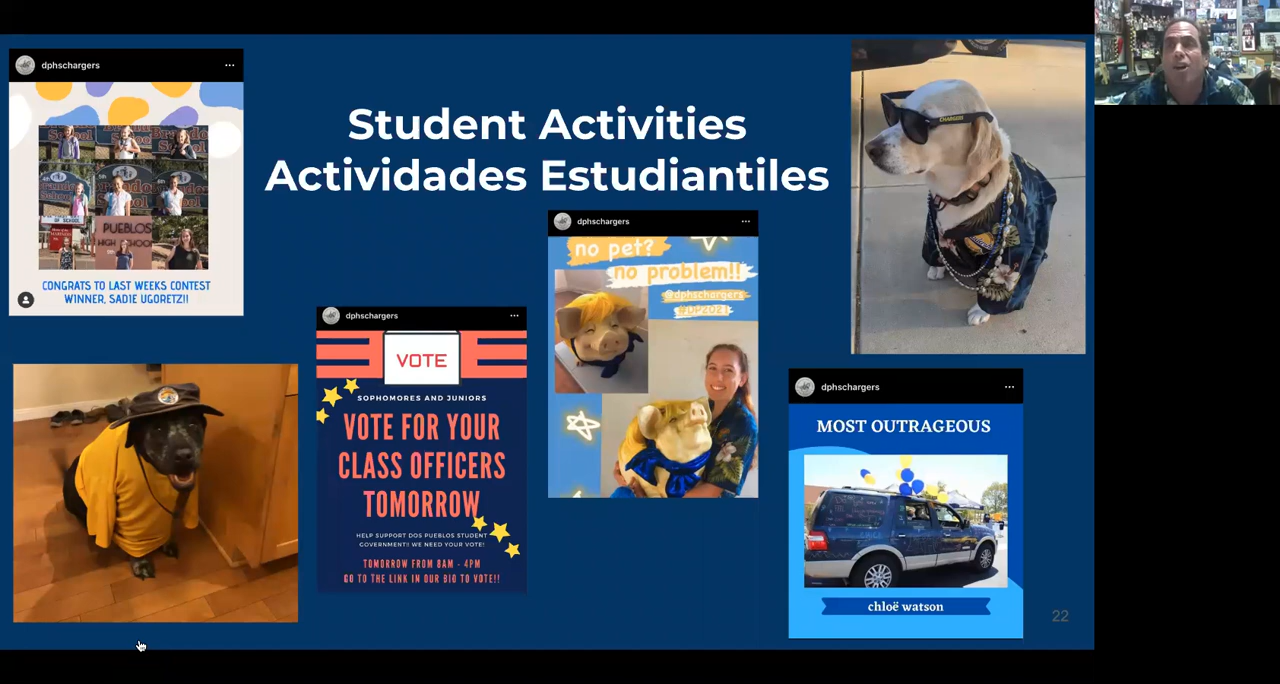 dphschargers
PUEBLOS
HIGH SCHOOL
CONGRATS TO LAST WEEKS CONTEST
WINNER, SADIE UGORETZ!!
Student Activities
Actividades Estudiantiles
dphschargers
VOTE
SOPHOMORES AND JUNIORS
VOTE FOR YOUR
CLASS OFFICERS
TOMORROW
HELP SUPPORT DOS PUEBLOS STUDENT
GOVERNMENT!! WE NEED YOUR VOTE!
TOMORROW FROM 8AM - 4PM
GO TO THE LINK IN OUR BIO TO VOTE!!
dphschargers
no pet?
no problem!!
@dphschargers
#DP2021
CHARGERS
dphschargers
MOST OUTRAGEOUS
chloë watson
22